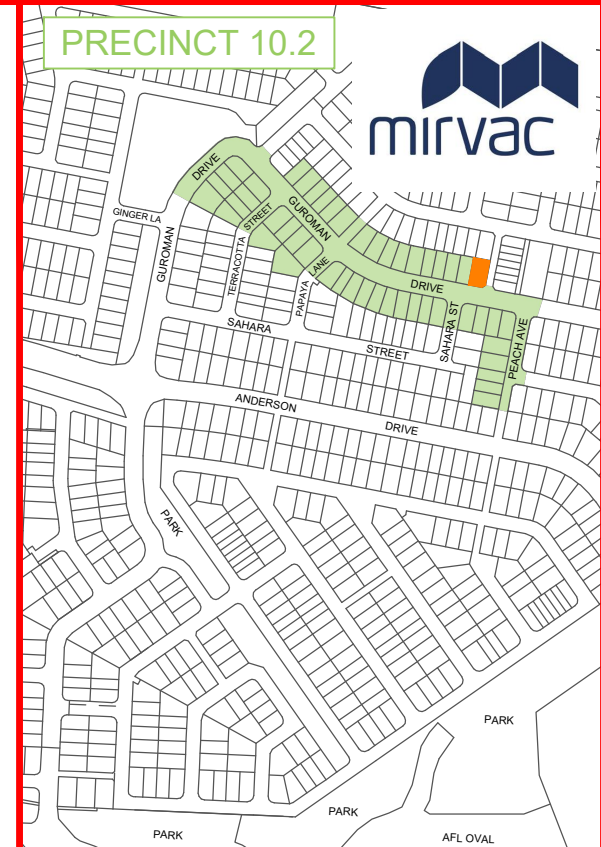 PRECINCT 10.2
mirvac
DRIVE
GINGER LA
STREET
GUROMAN
GUROMAN
TERRACOTTA
LANE
PAPAYA
DRIVE
SAHARA ST
SAHARA
STREET
PEACH AVE
ANDERSON
DRIVE
PARK
PARK
PARK
PARK
AFL OVAL